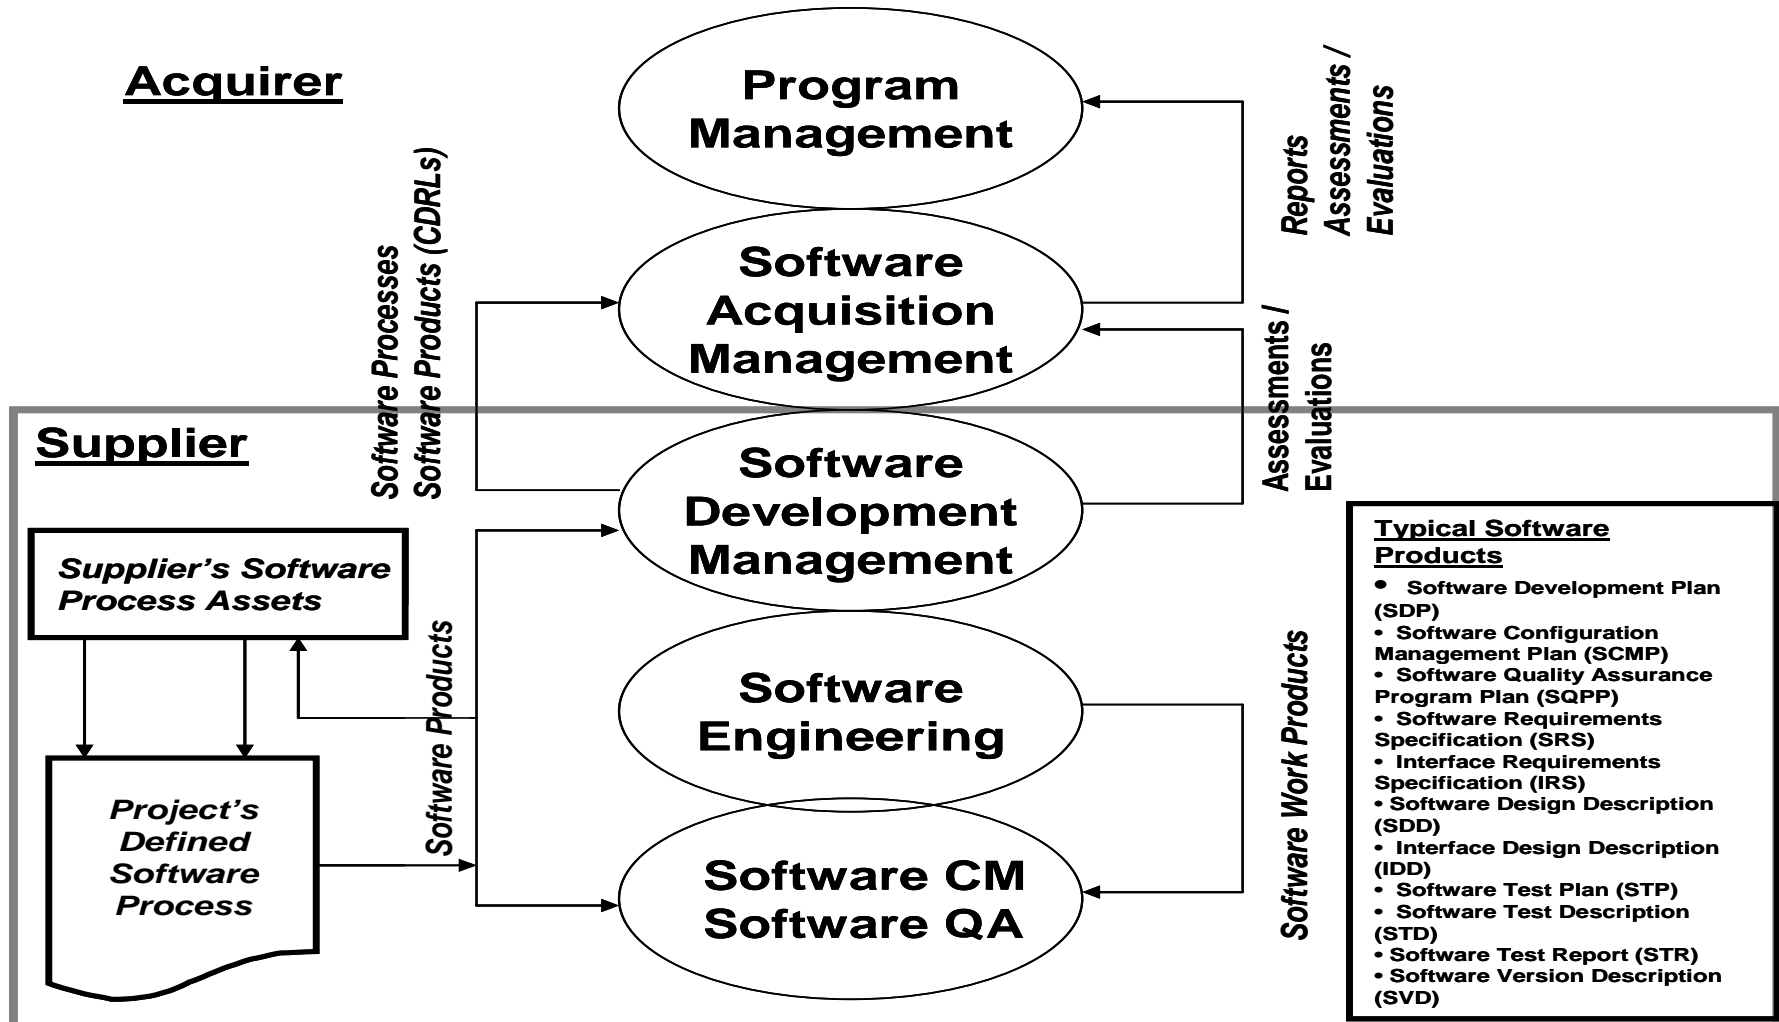 Acquirer
Program
Management
Reports
Assessments /
Evaluations
Software Processes
Software Products (CDRLs)
Software
Acquisition
Management
Assessments /
Evaluations
Supplier
Software
Development
Management
Supplier’s Software
Process Assets
Software Products
Software
Engineering
Software Work Products
Project’s
Defined
Software
Process
Software CM
Software QA
Typical Software
Products
• Software Development Plan
(SDP)
• Software Configuration
Management Plan (SCMP)
• Software Quality Assurance
Program Plan (SQPP)
• Software Requirements
Specification (SRS)
• Interface Requirements
Specification (IRS)
• Software Design Description
(SDD)
• Interface Design Description
(IDD)
• Software Test Plan (STP)
• Software Test Description
(STD)
• Software Test Report (STR)
• Software Version Description
(SVD)